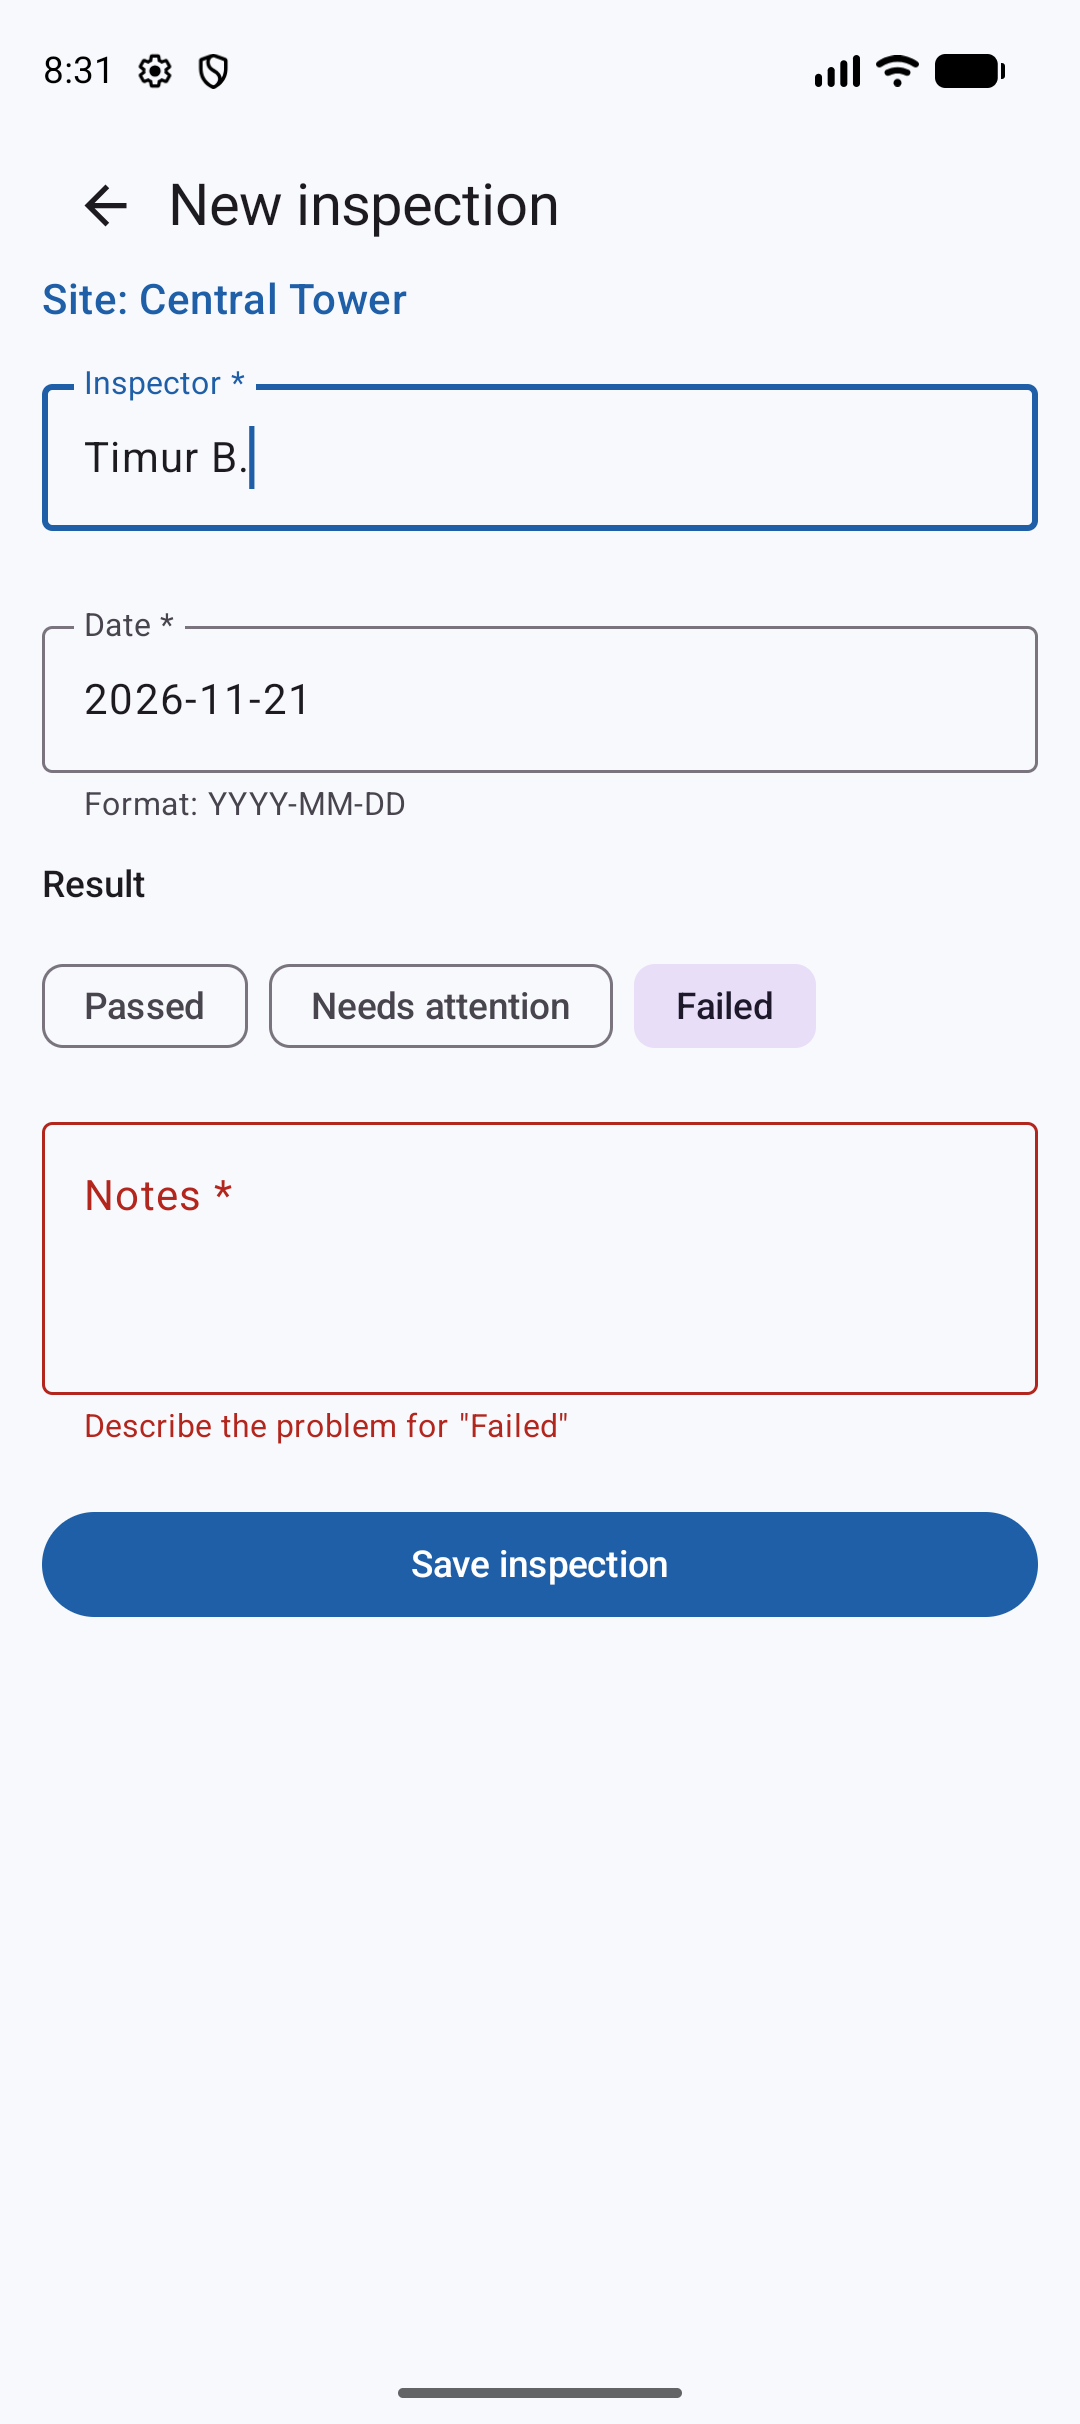 8:31
New inspection
Site: Central Tower
Inspector *
Timur B.
Date *
2026-11-21
Format: YYYY-MM-DD
Result
Passed
Needs attention
Failed
Notes *
Describe the problem for "Failed"
Save inspection